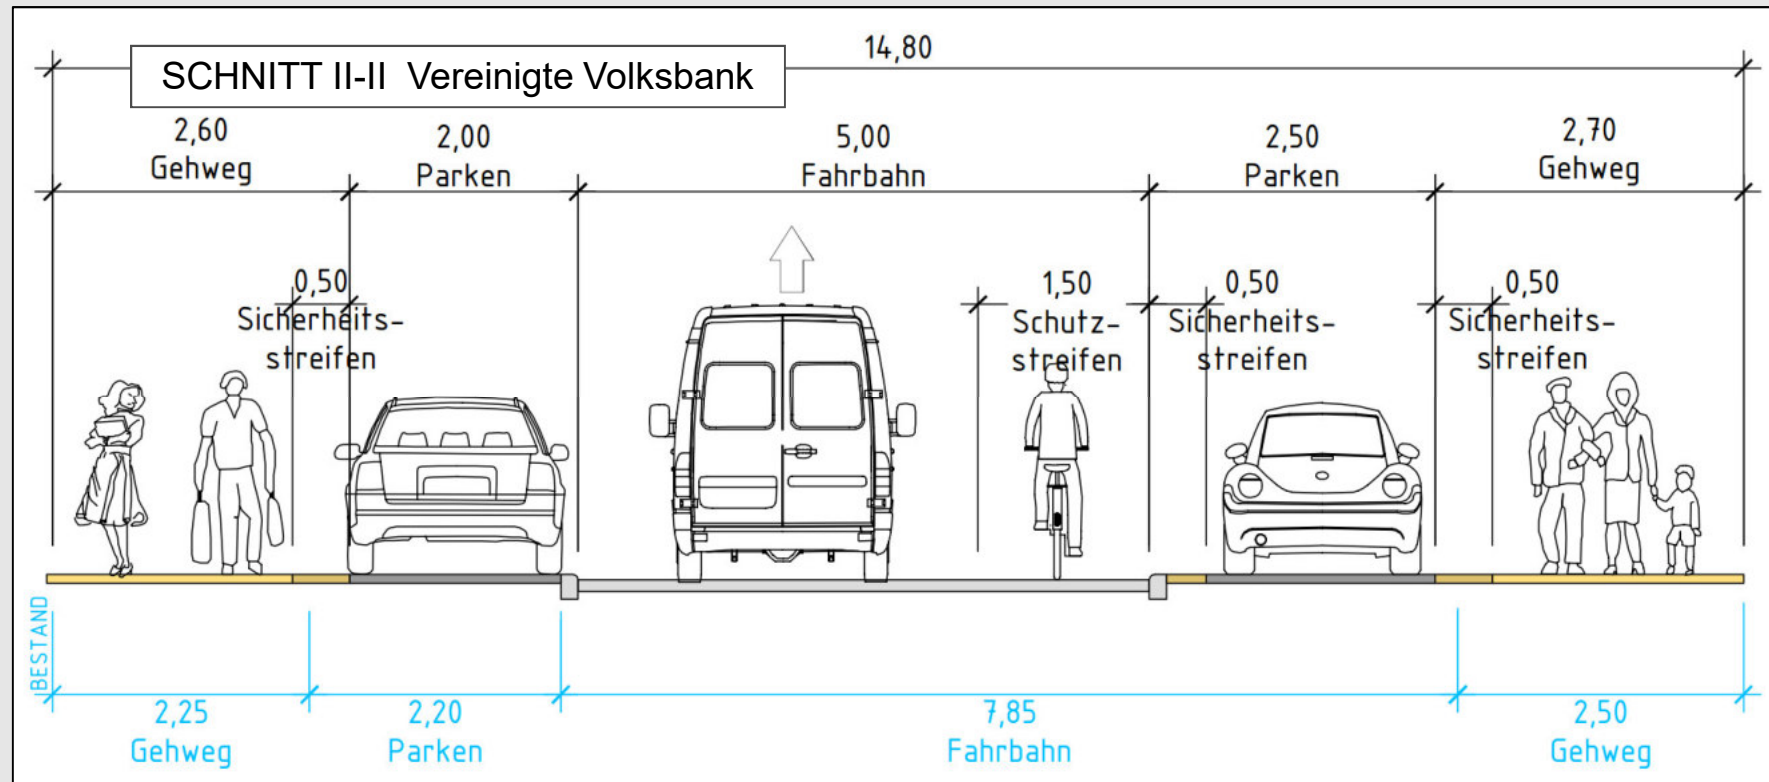 14,80
SCHNITT II-II Vereinigte Volksbank
2,60
Gehweg
2,00
Parken
5,00
Fahrbahn
2,50
Parken
2,70
Gehweg
0,50
Sicherheits-
streifen
1,50
Schutz-
streifen
0,50
Sicherheits-
streifen
0,50
Sicherheits-
streifen
BESTAND
2,25
Gehweg
2,20
Parken
7,85
Fahrbahn
2,50
Gehweg